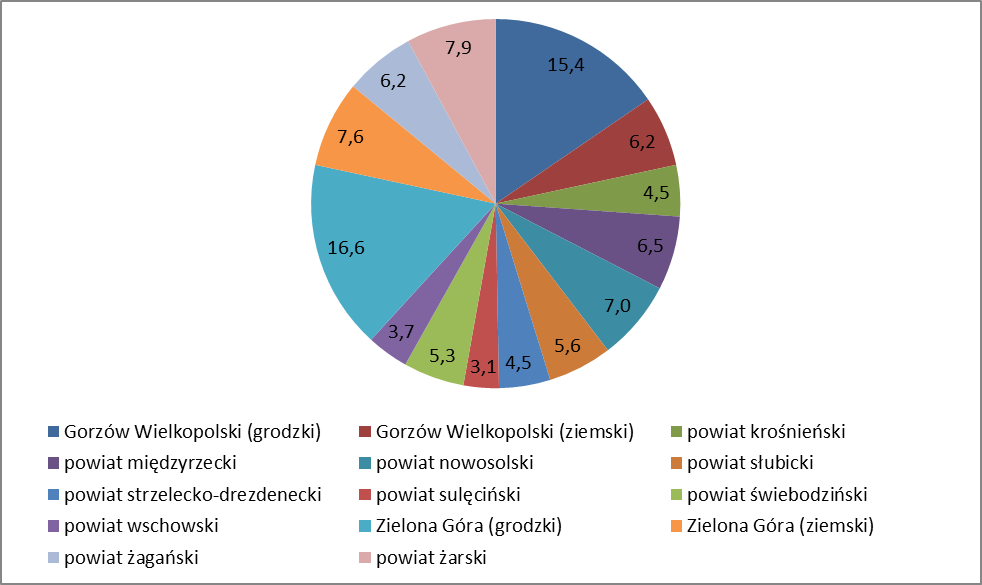 7,9
15,4
6,2
6,2
7,6
4,5
16,6
6,5
7,0
3,7
5,3
3,1
4,5
5,6
Gorzów Wielkopolski (grodzki)
Gorzów Wielkopolski (ziemski)
powiat krośnieński
powiat międzyrzecki
powiat nowosolski
powiat słubicki
powiat strzelecko-drezdenecki
powiat sulęciński
powiat świebodziński
powiat wschowski
Zielona Góra (grodzki)
Zielona Góra (ziemski)
powiat żagański
powiat żarski